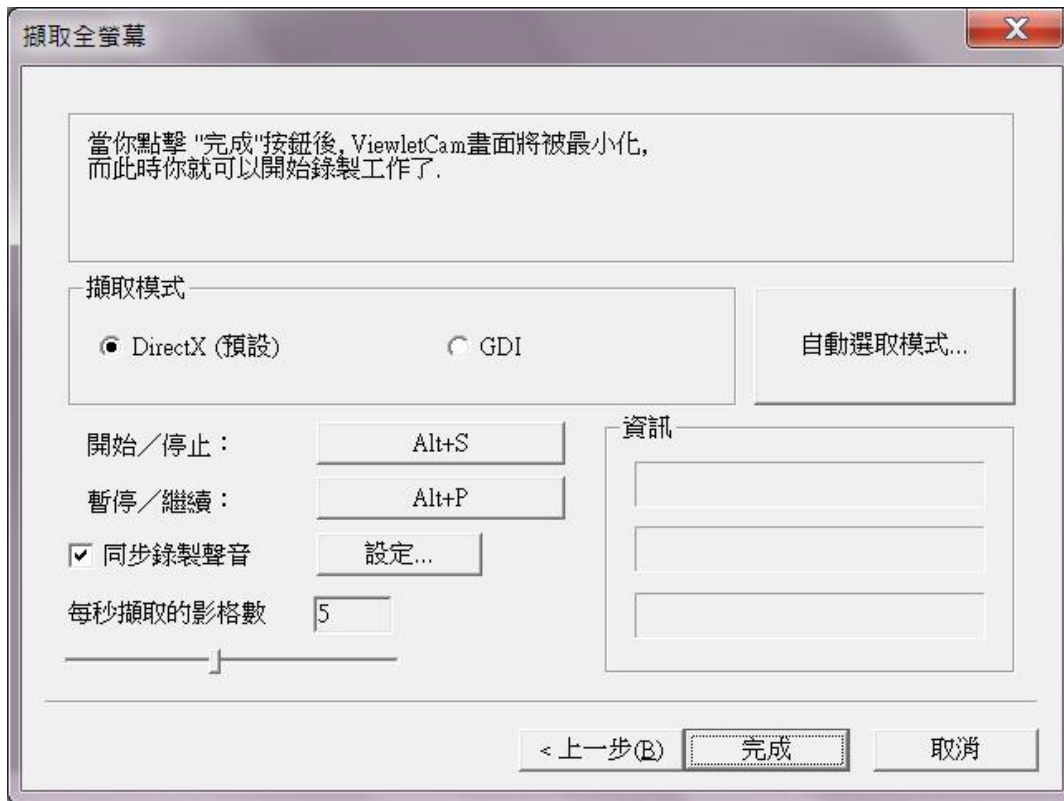 擷取全螢幕
當你點擊 "完成"按鈕後, ViewletCam畫面將被最小化,
而此時你就可以開始錄製工作了.
擷取模式
DirectX (預設)
GDI
自動選取模式...
開始／停止：
Alt+S
資訊
暫停／繼續：
Alt+P
同步錄製聲音
設定...
每秒擷取的影格數
5
< 上一步(B)
完成
取消